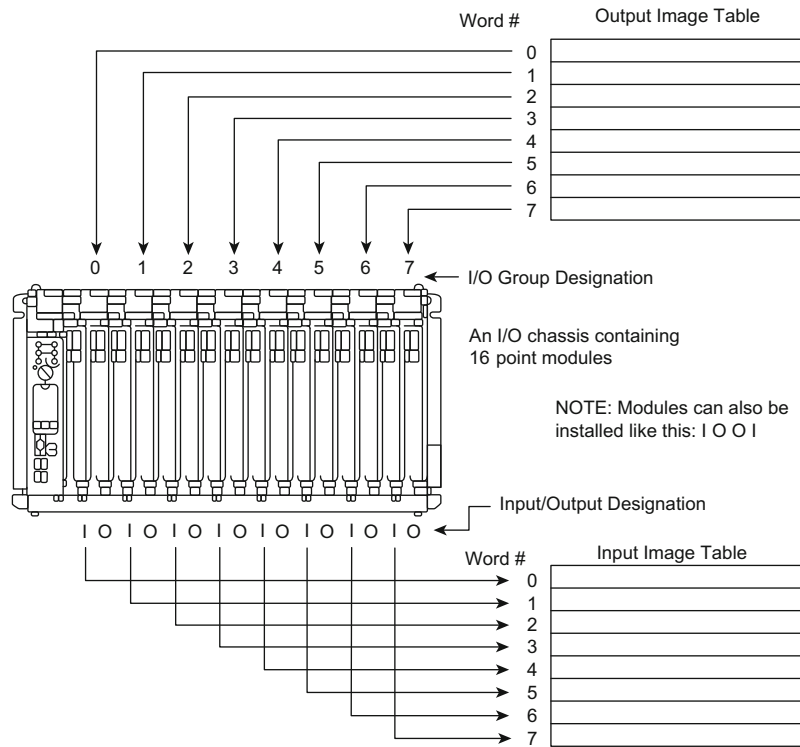 Word # Output Image Table
0
1
2
3
4
5
6
7
0 1 2 3 4 5 6 7
I/O Group Designation
An I/O chassis containing
16 point modules
NOTE: Modules can also be
installed like this: I O O I
Input/Output Designation
I O I O I O I O I O I O I O I O
Word # Input Image Table
0
1
2
3
4
5
6
7